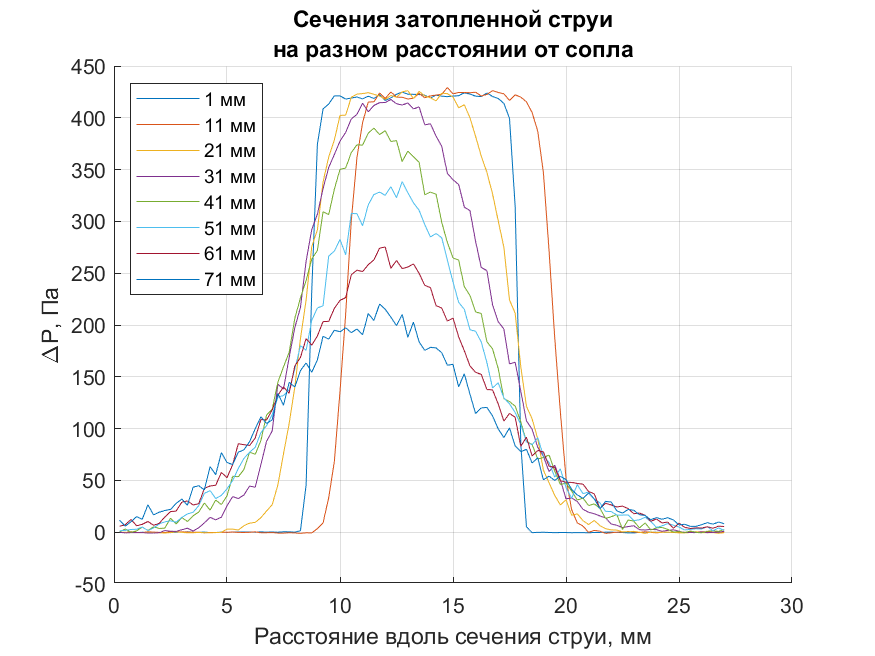 Сечения затопленной струи
на разном расстоянии от сопла
450
400
350
300
250
200
150
100
50
0
-50
ΔP, Па
1 мм
11 мм
21 мм
31 мм
41 мм
51 мм
61 мм
71 мм
0 5 10 15 20 25 30
Расстояние вдоль сечения струи, мм